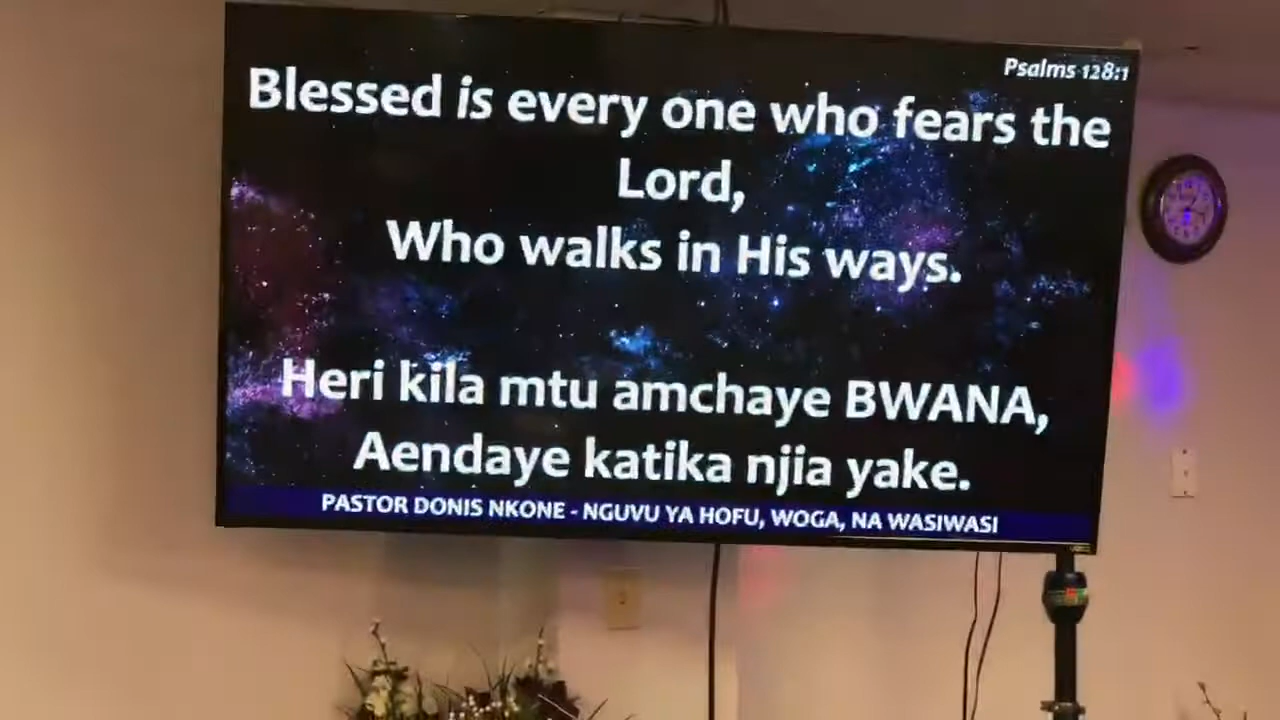 Psalms 128:1
Blessed is every one who fears the
Lord,
Who walks in His ways.
Heri kila mtu amchaye BWANA,
Aendaye katika njia yake.
PASTOR DONIS NKONE - NGUVU YA HOFU, WOGA, NA WASIWASI